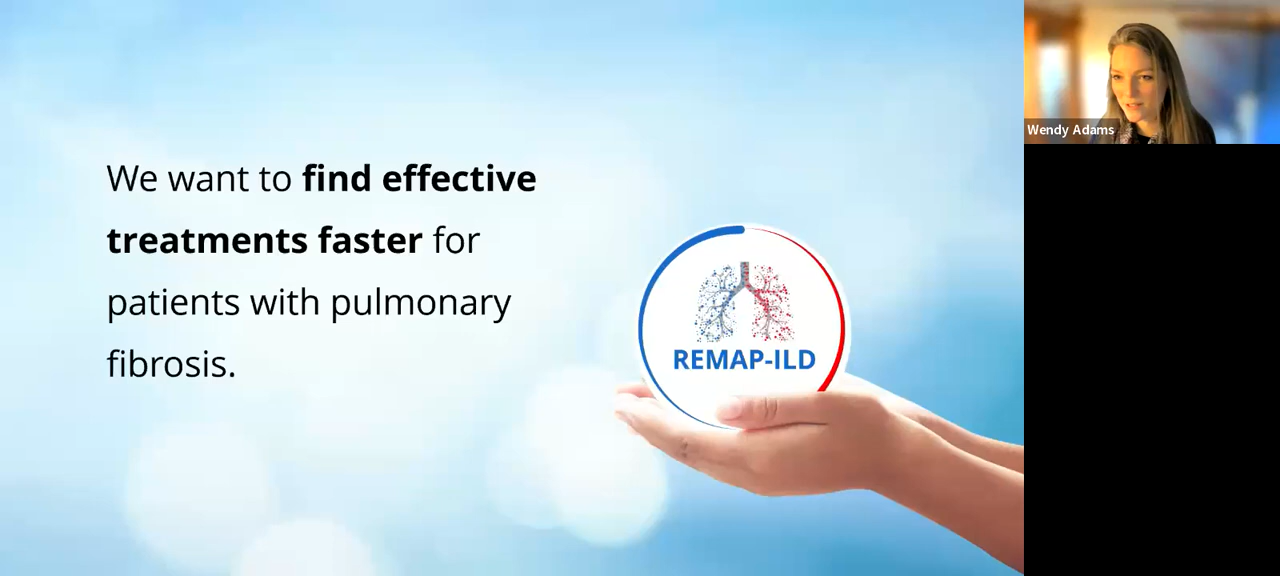 We want to find effective
treatments faster for
patients with pulmonary
fibrosis.
REMAP-ILD
Wendy Adams